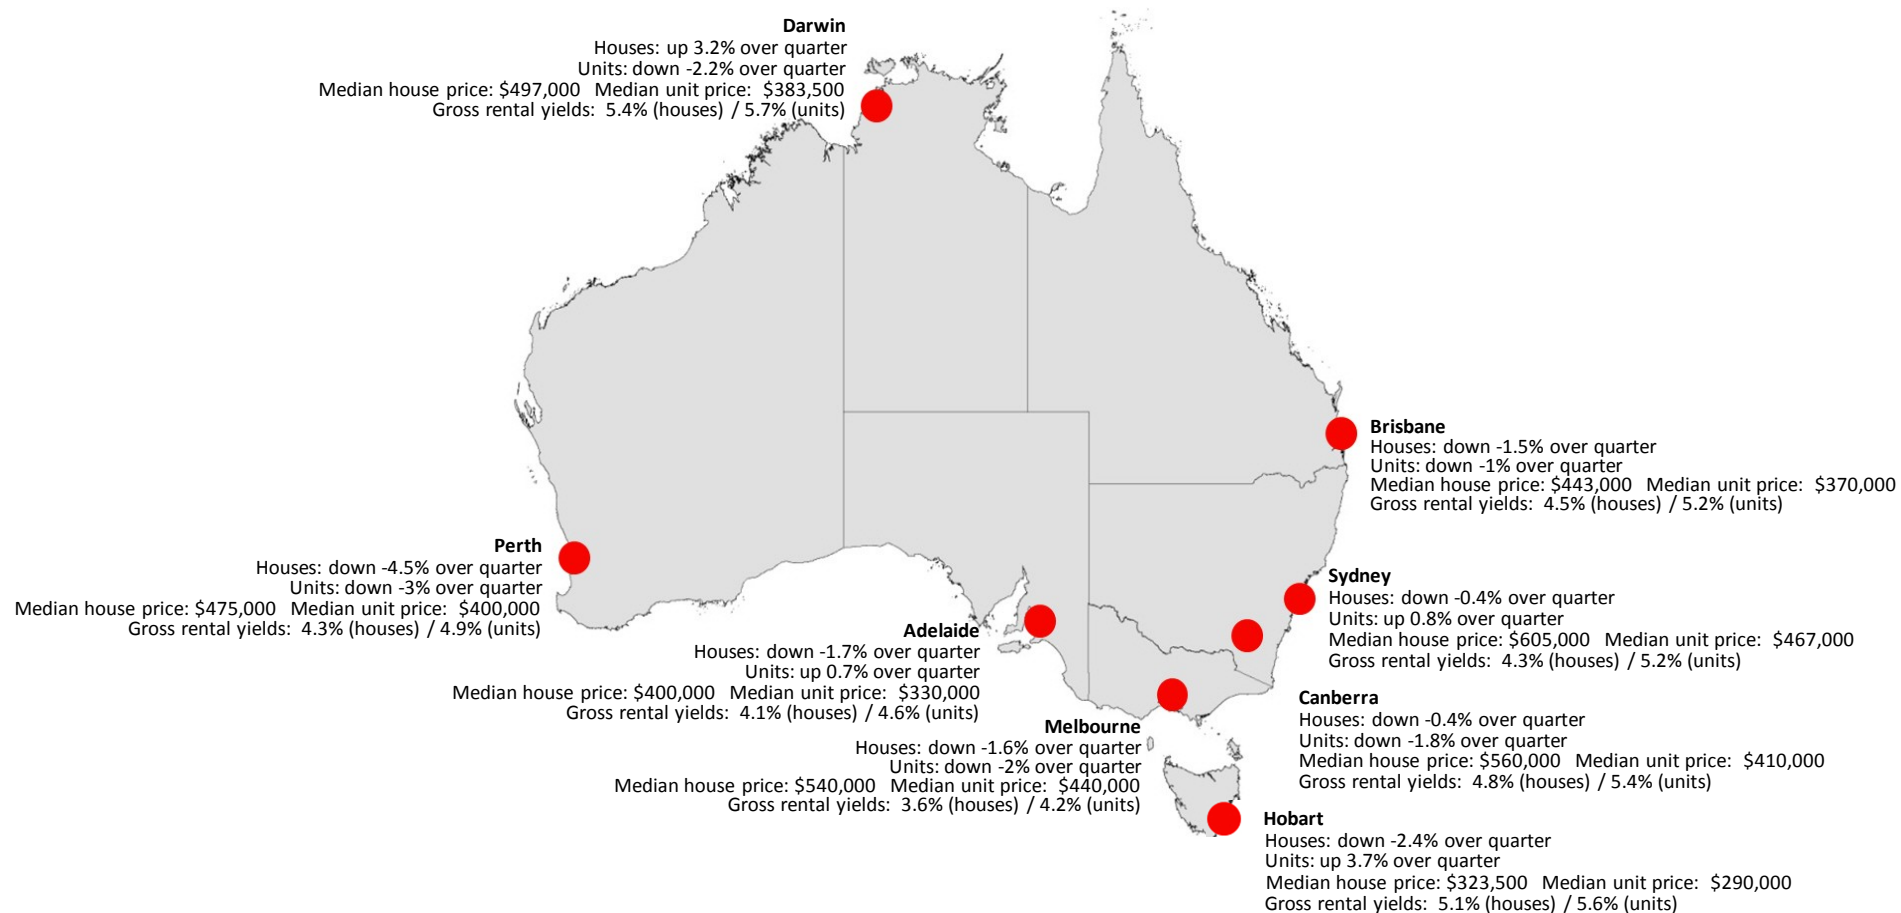 Darwin
Houses: up 3.2% over quarter
Units: down -2.2% over quarter
Median house price: $497,000 Median unit price: $383,500
Gross rental yields: 5.4% (houses) / 5.7% (units)
Brisbane
Houses: down -1.5% over quarter
Units: down -1% over quarter
Median house price: $443,000 Median unit price: $370,000
Gross rental yields: 4.5% (houses) / 5.2% (units)
Perth
Houses: down -4.5% over quarter
Units: down -3% over quarter
Median house price: $475,000 Median unit price: $400,000
Gross rental yields: 4.3% (houses) / 4.9% (units)
Sydney
Houses: down -0.4% over quarter
Units: up 0.8% over quarter
Median house price: $605,000 Median unit price: $467,000
Gross rental yields: 4.3% (houses) / 5.2% (units)
Adelaide
Houses: down -1.7% over quarter
Units: up 0.7% over quarter
Median house price: $400,000 Median unit price: $330,000
Gross rental yields: 4.1% (houses) / 4.6% (units)
Canberra
Houses: down -0.4% over quarter
Units: down -1.8% over quarter
Median house price: $560,000 Median unit price: $410,000
Gross rental yields: 4.8% (houses) / 5.4% (units)
Melbourne
Houses: down -1.6% over quarter
Units: down -2% over quarter
Median house price: $540,000 Median unit price: $440,000
Gross rental yields: 3.6% (houses) / 4.2% (units)
Hobart
Houses: down -2.4% over quarter
Units: up 3.7% over quarter
Median house price: $323,500 Median unit price: $290,000
Gross rental yields: 5.1% (houses) / 5.6% (units)